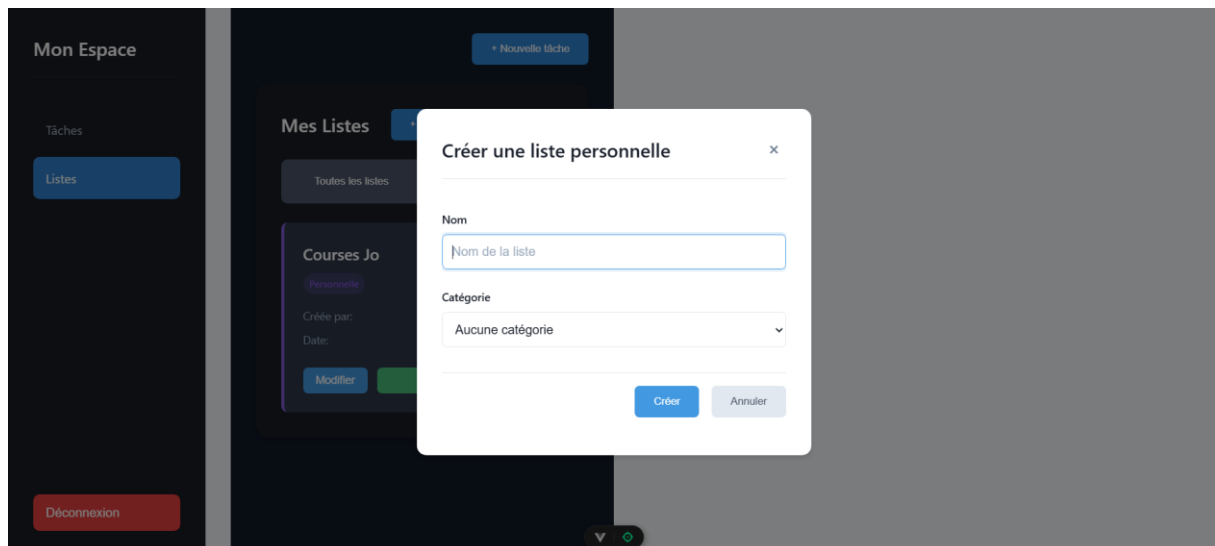 Mon Espace
+ Nouvelle tâche
Tâches
Listes
Mes Listes
+
Toutes les listes
Courses Jo
Personnelle
Créée par:
Date:
Modifier
Déconnexion
Créer une liste personnelle
×
Nom
Nom de la liste
Catégorie
Aucune catégorie
Créer
Annuler